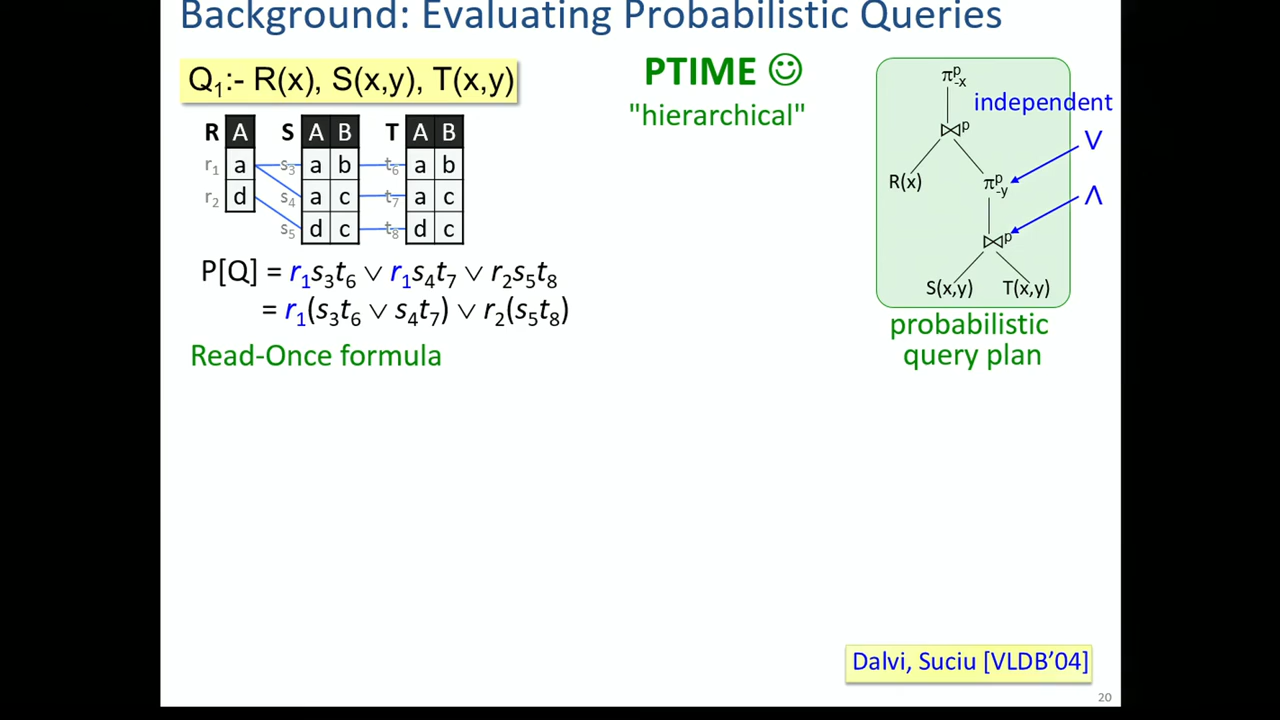 Background: Evaluating Probabilistic Queries
Q1:- R(x), S(x,y), T(x,y)
PTIME ☺
"hierarchical"
R A S A B T A B
r1 a s3 a b t6 a b
r2 d s4 a c t7 a c
s5 d c t8 d c
P[Q] = r1s3t6 ∨ r1s4t7 ∨ r2s5t8
= r1(s3t6 ∨ s4t7) ∨ r2(s5t8)
Read-Once formula
π^p_-x
independent
⋈^p
∨
R(x) π^p_-y
∧
⋈^p
S(x,y) T(x,y)
probabilistic
query plan
Dalvi, Suciu [VLDB’04]
20